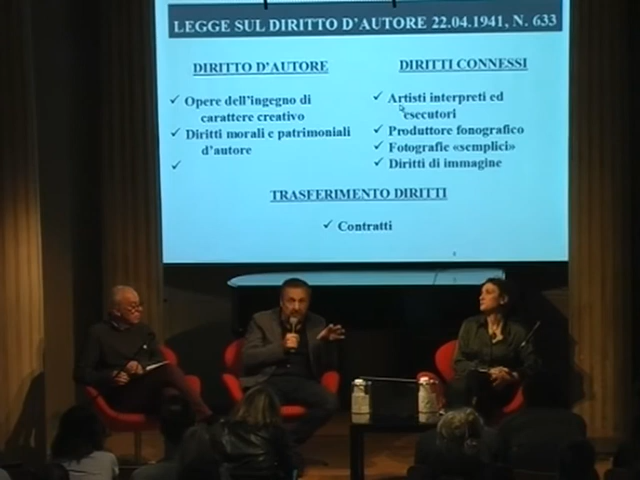 LEGGE SUL DIRITTO D'AUTORE 22.04.1941, N. 633
DIRITTO D'AUTORE
✓ Opere dell'ingegno di
carattere creativo
✓ Diritti morali e patrimoniali
d'autore
✓
DIRITTI CONNESSI
✓ Artisti interpreti ed
esecutori
✓ Produttore fonografico
✓ Fotografie «semplici»
✓ Diritti di immagine
TRASFERIMENTO DIRITTI
✓ Contratti